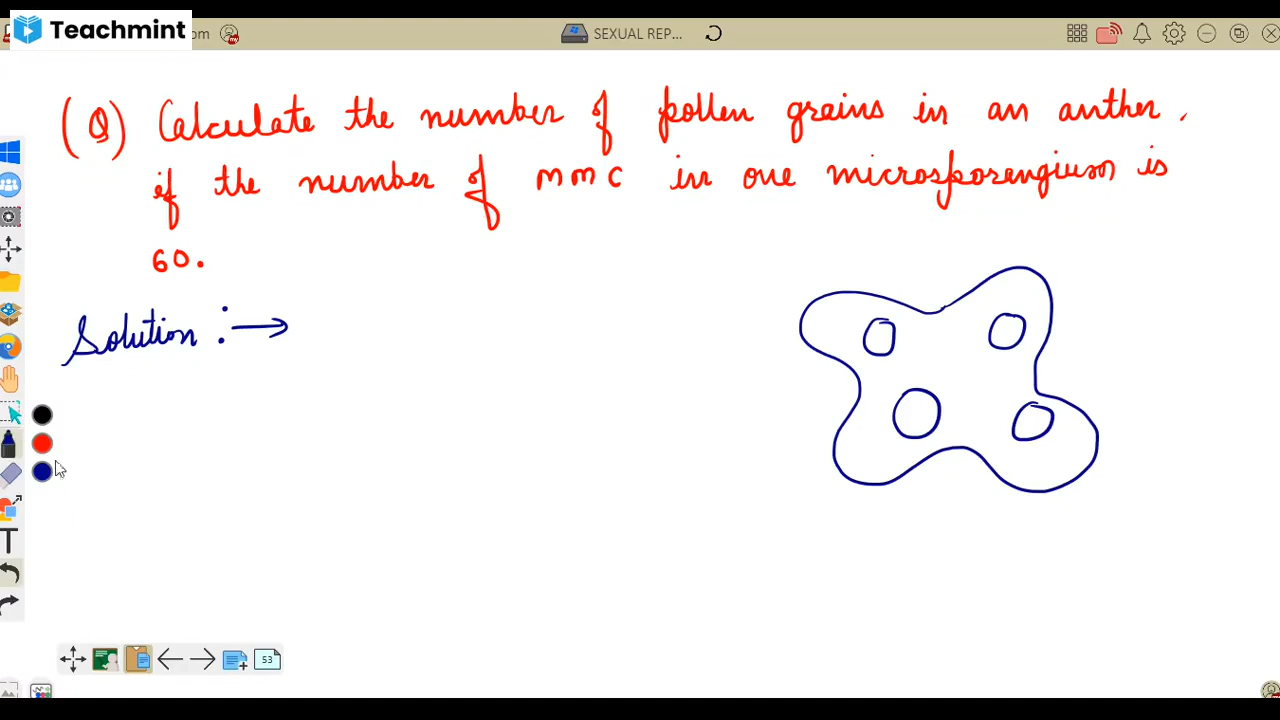 Teachmint
om
SEXUAL REP...
(Q) Calculate the number of pollen grains in an anther,
if the number of mmc in one microsporangium is
60.
Solution :→
T
53